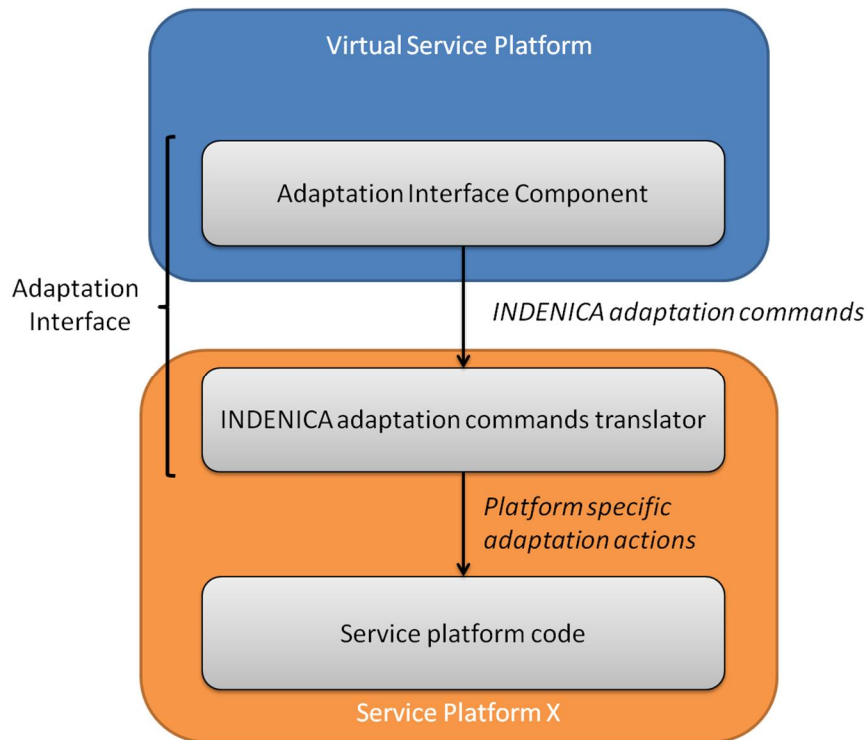 Virtual Service Platform
Adaptation Interface Component
Adaptation
Interface
INDENICA adaptation commands
INDENICA adaptation commands translator
Platform specific
adaptation actions
Service platform code
Service Platform X